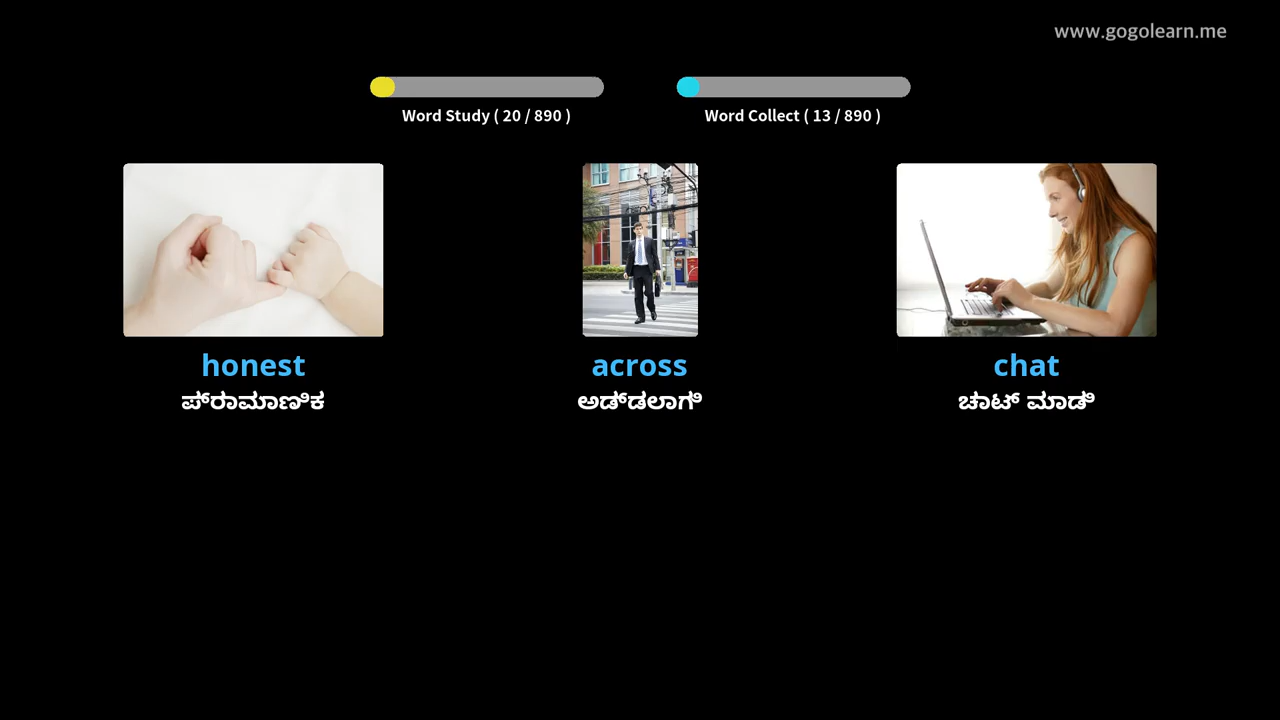 www.gogolearn.me
Word Study ( 20 / 890 )
Word Collect ( 13 / 890 )
honest
ಪ್ರಾಮಾಣಿಕ
across
ಅಡ್ಡಲಾಗಿ
chat
ಚಾಟ್ ಮಾಡಿ